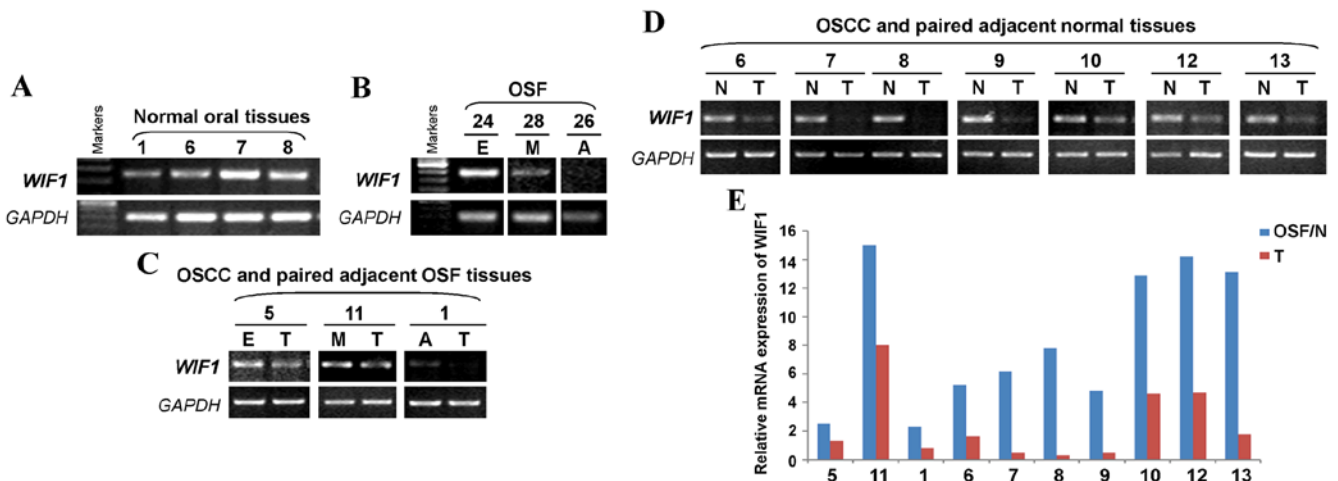 A
Normal oral tissues
Markers
1 6 7 8
WIF1
GAPDH
B
OSF
Markers
24 28 26
E M A
WIF1
GAPDH
C
OSCC and paired adjacent OSF tissues
5 11 1
E T M T A T
WIF1
GAPDH
D
OSCC and paired adjacent normal tissues
6 7 8 9 10 12 13
N T N T N T N T N T N T N T
WIF1
GAPDH
E
Relative mRNA expression of WIF1
16
14
12
10
8
6
4
2
0
5 11 1 6 7 8 9 10 12 13
OSF/N
T